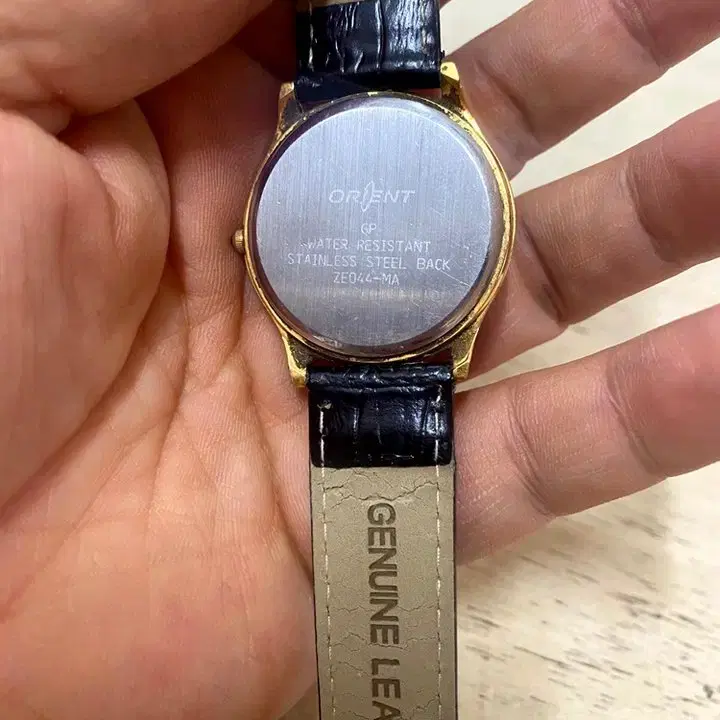 ORIENT
GP
WATER RESISTANT
STAINLESS STEEL BACK
ZE044-MA
GENUINE LEA